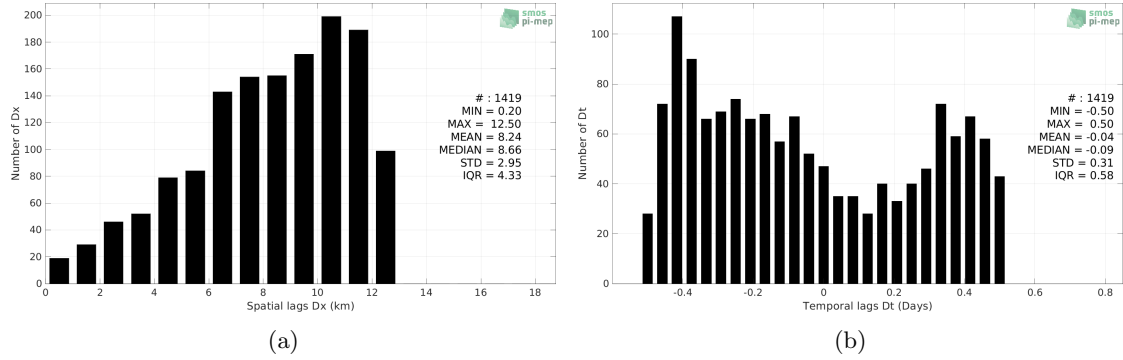 200
180
160
140
120
100
80
60
40
20
0
Number of Dx
0 2 4 6 8 10 12 14 16 18
Spatial lags Dx (km)
smos
pi-mep
# : 1419
MIN = 0.20
MAX = 12.50
MEAN = 8.24
MEDIAN = 8.66
STD = 2.95
IQR = 4.33
(a)
100
80
60
40
20
0
Number of Dt
-0.4 -0.2 0 0.2 0.4 0.6 0.8
Temporal lags Dt (Days)
smos
pi-mep
# : 1419
MIN = -0.50
MAX = 0.50
MEAN = -0.04
MEDIAN = -0.09
STD = 0.31
IQR = 0.58
(b)